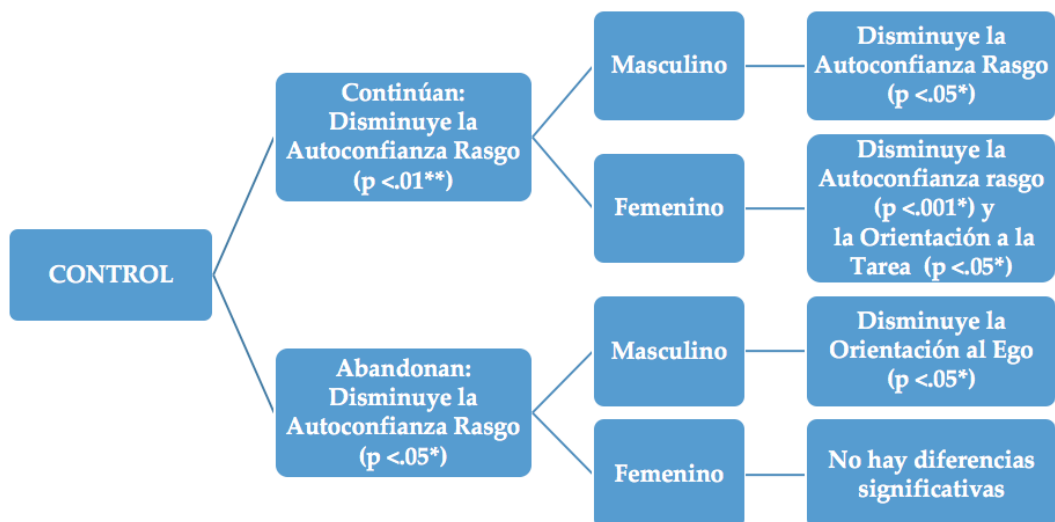 CONTROL
Continúan:
Disminuye la
Autoconfianza Rasgo
(p <.01**)
Masculino
Disminuye la
Autoconfianza Rasgo
(p <.05*)
Femenino
Disminuye la
Autoconfianza rasgo
(p <.001*) y
la Orientación a la
Tarea (p <.05*)
Abandonan:
Disminuye la
Autoconfianza Rasgo
(p <.05*)
Masculino
Disminuye la
Orientación al Ego
(p <.05*)
Femenino
No hay diferencias
significativas